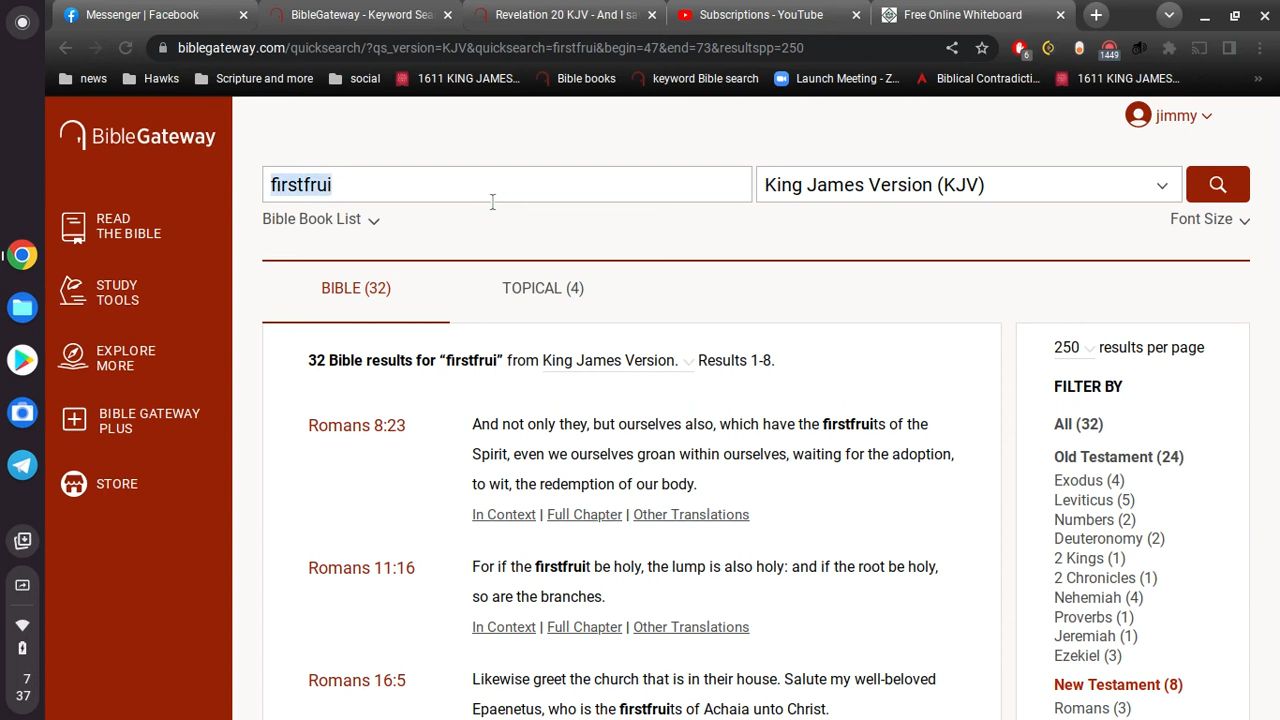 Messenger | Facebook
BibleGateway - Keyword Sea
Revelation 20 KJV - And I sa
Subscriptions - YouTube
Free Online Whiteboard
biblegateway.com/quicksearch/?qs_version=KJV&quicksearch=firstfrui&begin=47&end=73&resultspp=250
6
1449
news
Hawks
Scripture and more
social
1611 KING JAMES...
Bible books
keyword Bible search
Launch Meeting - Z...
Biblical Contradicti...
1611 KING JAMES...
»
BibleGateway
jimmy
firstfrui
King James Version (KJV)
Bible Book List
Font Size
READ
THE BIBLE
STUDY
TOOLS
EXPLORE
MORE
BIBLE GATEWAY
PLUS
STORE
BIBLE (32)
TOPICAL (4)
32 Bible results for “firstfrui” from King James Version. Results 1-8.
Romans 8:23
And not only they, but ourselves also, which have the firstfruits of the
Spirit, even we ourselves groan within ourselves, waiting for the adoption,
to wit, the redemption of our body.
In Context | Full Chapter | Other Translations
Romans 11:16
For if the firstfruit be holy, the lump is also holy: and if the root be holy,
so are the branches.
In Context | Full Chapter | Other Translations
Romans 16:5
Likewise greet the church that is in their house. Salute my well-beloved
Epaenetus, who is the firstfruits of Achaia unto Christ.
250 results per page
FILTER BY
All (32)
Old Testament (24)
Exodus (4)
Leviticus (5)
Numbers (2)
Deuteronomy (2)
2 Kings (1)
2 Chronicles (1)
Nehemiah (4)
Proverbs (1)
Jeremiah (1)
Ezekiel (3)
New Testament (8)
Romans (3)
7
37